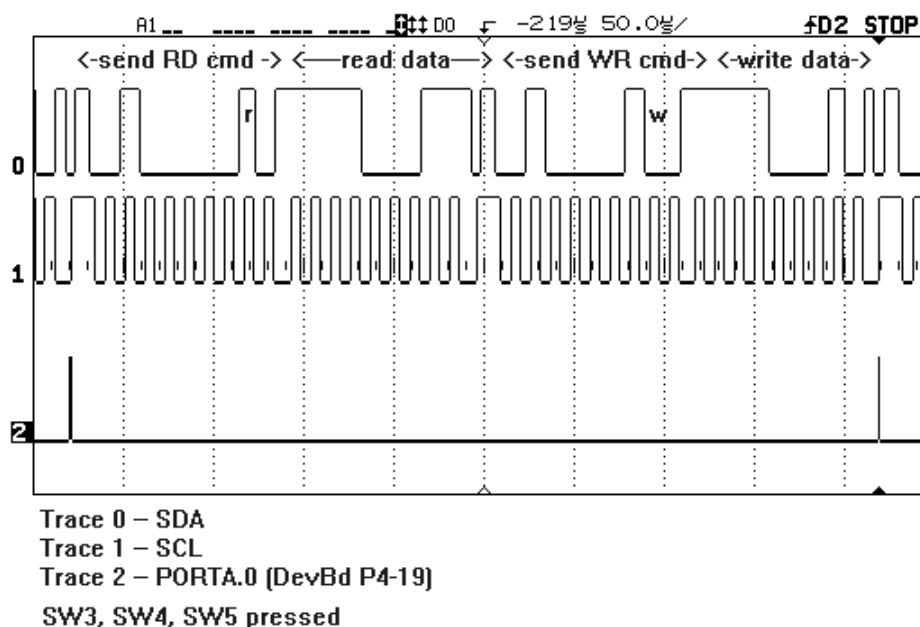 A1 D0 -219µs 50.0µs/ D2 STOP
<-send RD cmd -> <—read data—> <-send WR cmd-> <-write data->
r w
0
1
2
Trace 0 – SDA
Trace 1 – SCL
Trace 2 – PORTA.0 (DevBd P4-19)
SW3, SW4, SW5 pressed